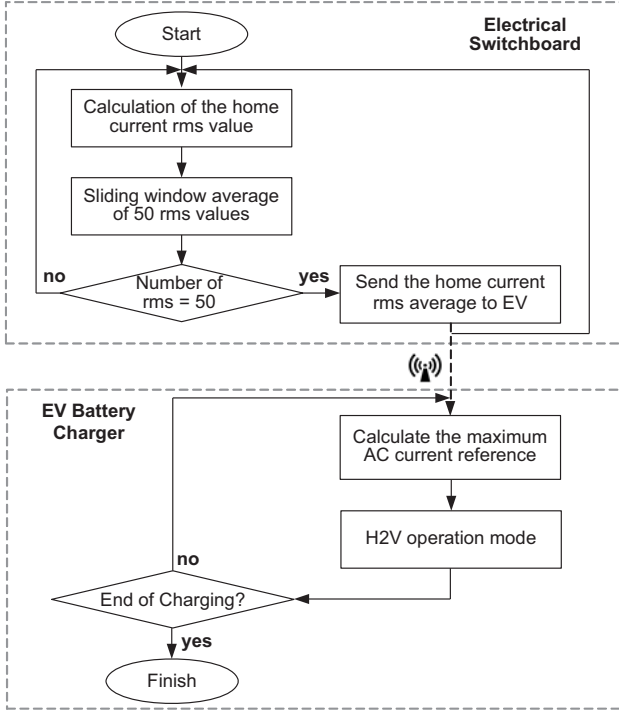 Electrical
Switchboard
Start
Calculation of the home
current rms value
Sliding window average
of 50 rms values
no
Number of
rms = 50
yes
Send the home current
rms average to EV
EV Battery
Charger
Calculate the maximum
AC current reference
H2V operation mode
no
End of Charging?
yes
Finish